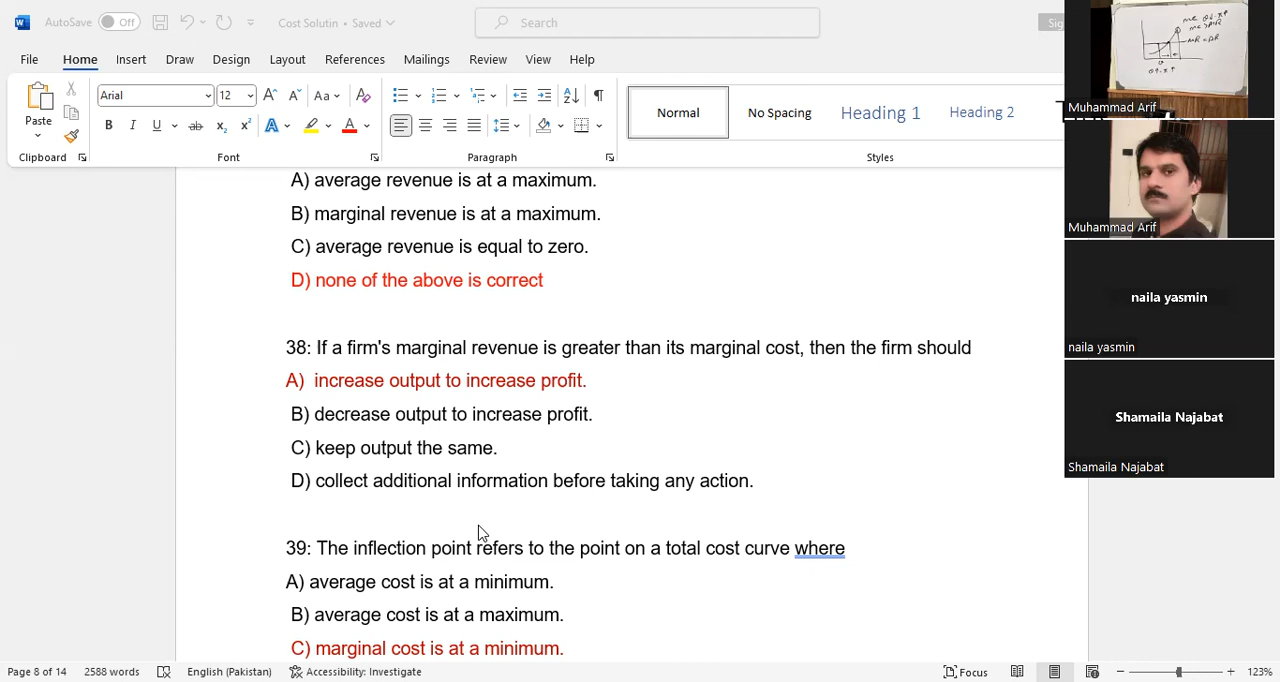 AutoSave Off Cost Solutin • Saved Search
File Home Insert Draw Design Layout References Mailings Review View Help
Paste Arial 12 Aa Normal No Spacing Heading 1 Heading 2
B I U ab x₂ x² A A
Clipboard Font Paragraph Styles
A) average revenue is at a maximum.
B) marginal revenue is at a maximum.
C) average revenue is equal to zero.
D) none of the above is correct
38: If a firm's marginal revenue is greater than its marginal cost, then the firm should
A) increase output to increase profit.
B) decrease output to increase profit.
C) keep output the same.
D) collect additional information before taking any action.
39: The inflection point refers to the point on a total cost curve where
A) average cost is at a minimum.
B) average cost is at a maximum.
C) marginal cost is at a minimum.
Muhammad Arif
Muhammad Arif
naila yasmin
naila yasmin
Shamaila Najabat
Shamaila Najabat
Page 8 of 14 2588 words English (Pakistan) Accessibility: Investigate Focus 123%